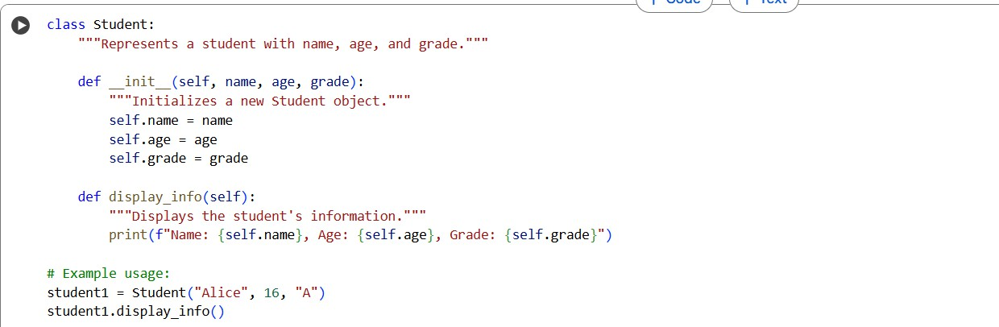 + Code + Text
class Student:
    """Represents a student with name, age, and grade."""

    def __init__(self, name, age, grade):
        """Initializes a new Student object."""
        self.name = name
        self.age = age
        self.grade = grade

    def display_info(self):
        """Displays the student's information."""
        print(f"Name: {self.name}, Age: {self.age}, Grade: {self.grade}")

# Example usage:
student1 = Student("Alice", 16, "A")
student1.display_info()